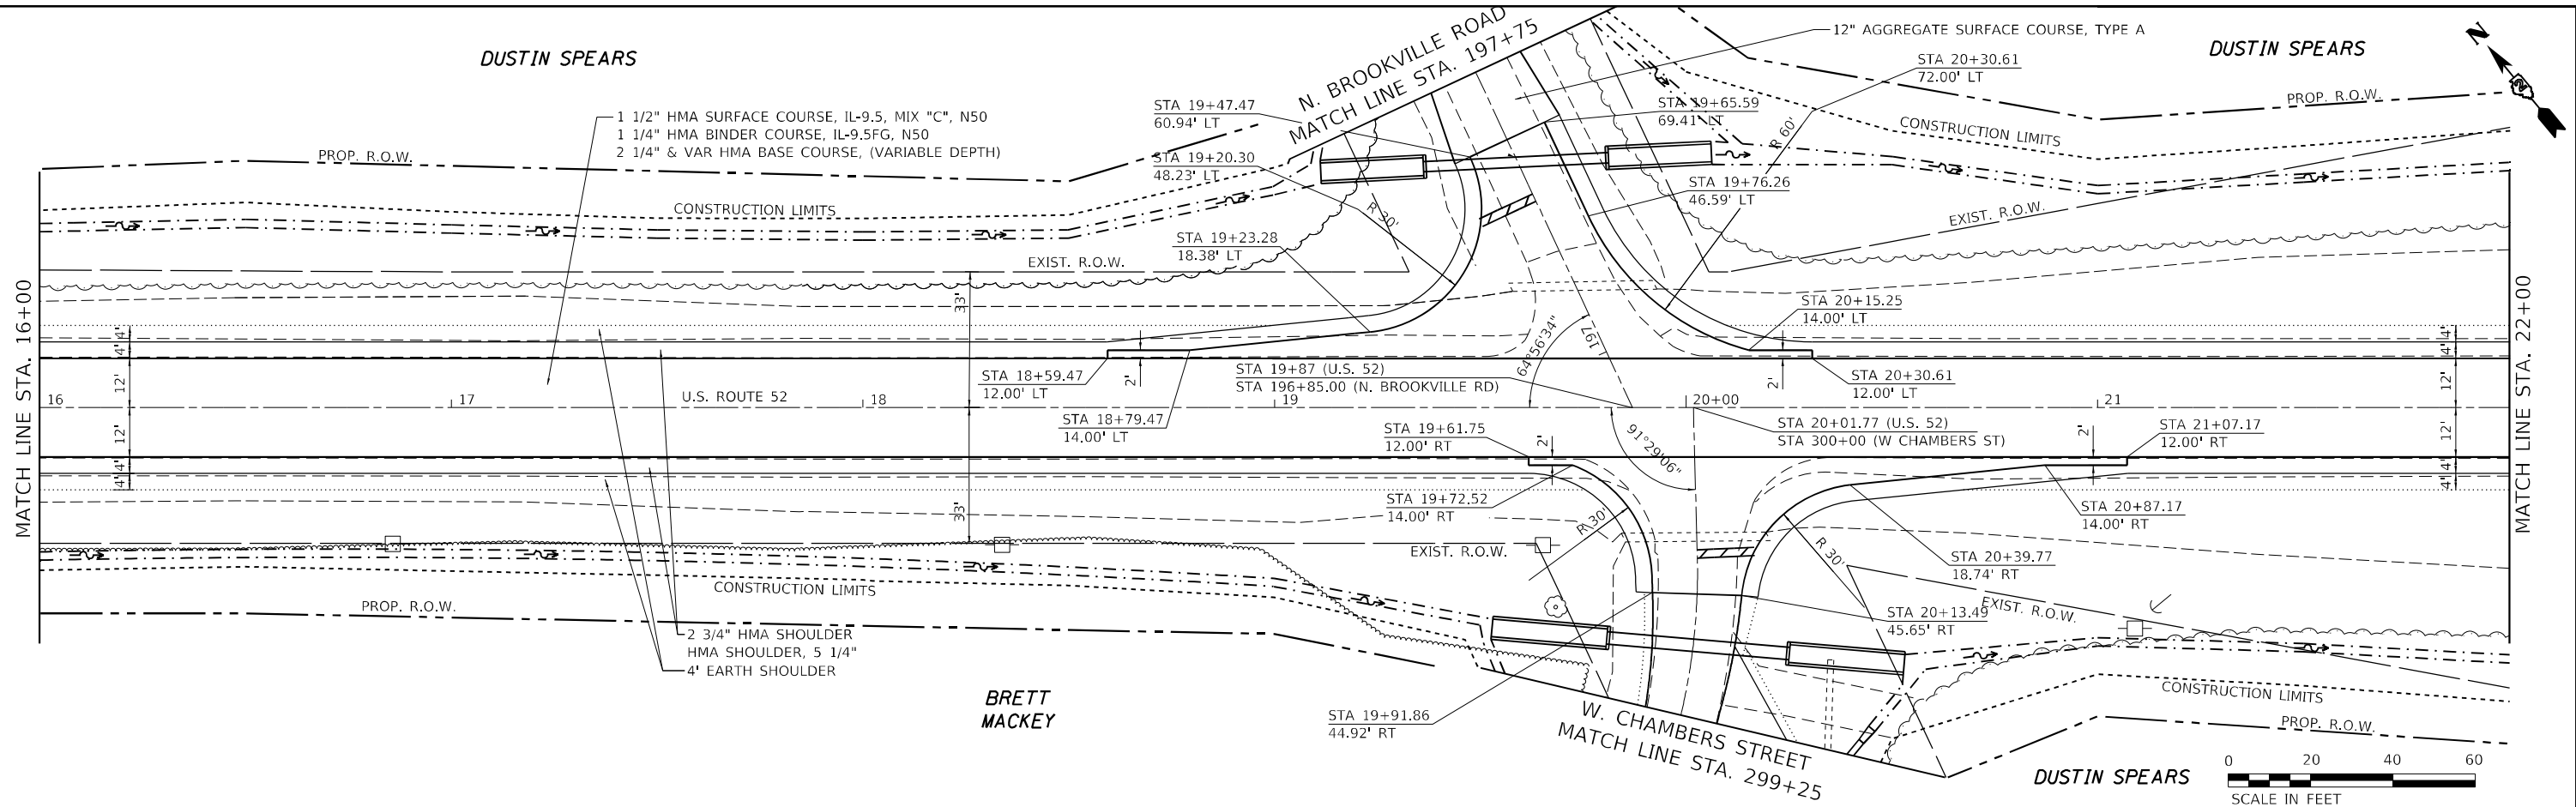 DUSTIN SPEARS
N. BROOKVILLE ROAD
MATCH LINE STA. 197+75
12" AGGREGATE SURFACE COURSE, TYPE A
DUSTIN SPEARS
N
STA 20+30.61
72.00' LT
PROP. R.O.W.
1 1/2" HMA SURFACE COURSE, IL-9.5, MIX "C", N50
1 1/4" HMA BINDER COURSE, IL-9.5FG, N50
2 1/4" & VAR HMA BASE COURSE, (VARIABLE DEPTH)
STA 19+47.47
60.94' LT
STA 19+65.59
69.41' LT
R 60'
CONSTRUCTION LIMITS
PROP. R.O.W.
STA 19+20.30
48.23' LT
STA 19+76.26
46.59' LT
CONSTRUCTION LIMITS
R 30'
EXIST. R.O.W.
STA 19+23.28
18.38' LT
EXIST. R.O.W.
33'
STA 20+15.25
14.00' LT
MATCH LINE STA. 16+00
MATCH LINE STA. 22+00
4'
4'
12'
12'
4'
4'
4'
4'
12'
12'
4'
4'
64°56'34"
197
STA 18+59.47
12.00' LT
2'
STA 19+87 (U.S. 52)
STA 196+85.00 (N. BROOKVILLE RD)
2'
STA 20+30.61
12.00' LT
16
17
U.S. ROUTE 52
18
19
20+00
21
STA 18+79.47
14.00' LT
STA 19+61.75
12.00' RT
2'
91°29'06"
STA 20+01.77 (U.S. 52)
STA 300+00 (W CHAMBERS ST)
2'
STA 21+07.17
12.00' RT
33'
STA 19+72.52
14.00' RT
R 30'
STA 20+87.17
14.00' RT
EXIST. R.O.W.
R 30'
STA 20+39.77
18.74' RT
CONSTRUCTION LIMITS
PROP. R.O.W.
EXIST. R.O.W.
STA 20+13.49
45.65' RT
2 3/4" HMA SHOULDER
HMA SHOULDER, 5 1/4"
4' EARTH SHOULDER
BRETT
MACKEY
STA 19+91.86
44.92' RT
W. CHAMBERS STREET
MATCH LINE STA. 299+25
CONSTRUCTION LIMITS
PROP. R.O.W.
DUSTIN SPEARS
0 20 40 60
SCALE IN FEET